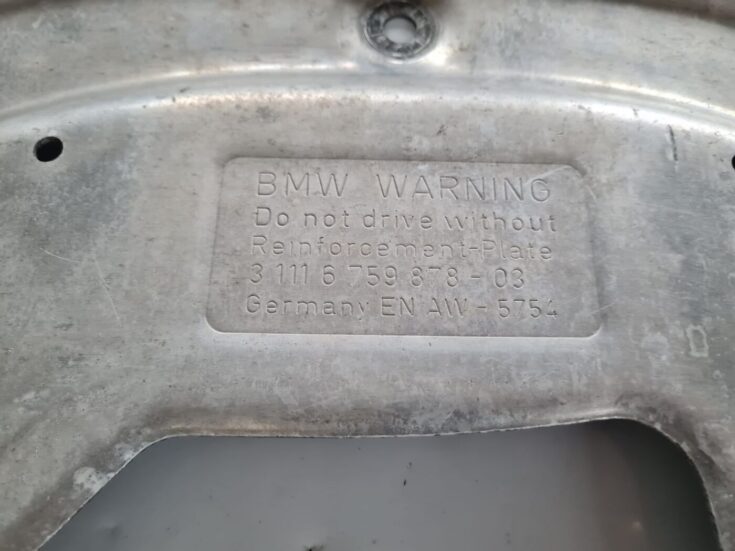 BMW WARNING
Do not drive without
Reinforcement-Plate
3 111 6 759 878 - 03
Germany EN AW - 5754